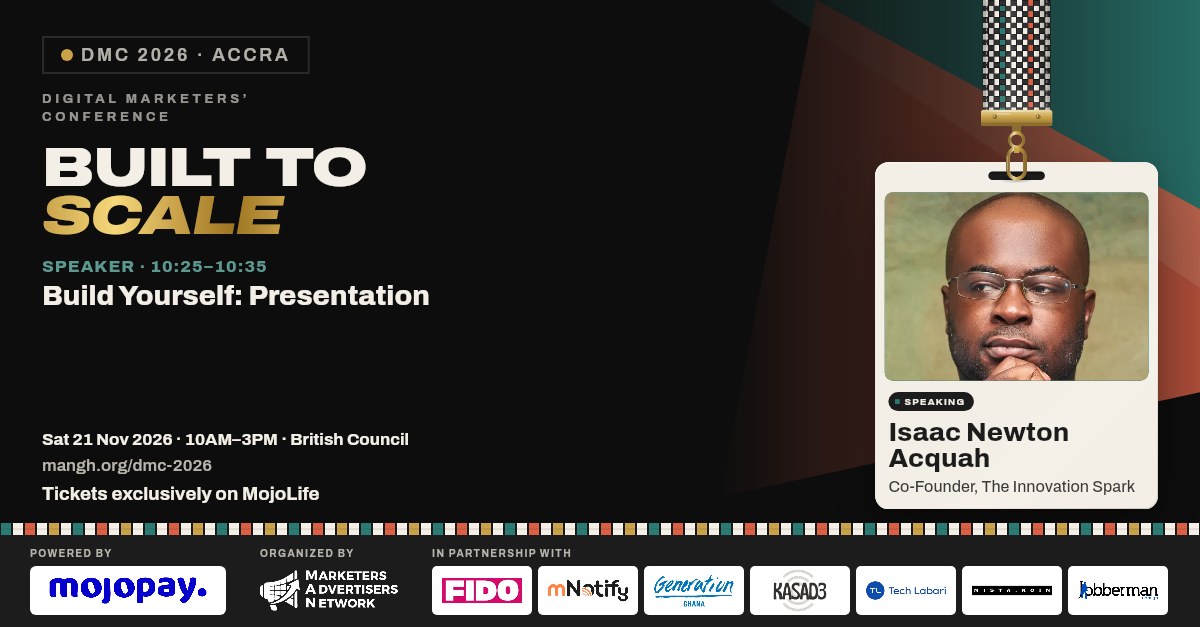 DMC 2026 · ACCRA
DIGITAL MARKETERS’
CONFERENCE
BUILT TO
SCALE
SPEAKER · 10:25–10:35
Build Yourself: Presentation
Sat 21 Nov 2026 · 10AM–3PM · British Council
mangh.org/dmc-2026
Tickets exclusively on MojoLife
SPEAKING
Isaac Newton
Acquah
Co-Founder, The Innovation Spark
POWERED BY
mojopay.
ORGANIZED BY
MARKETERS
ADVERTISERS
NETWORK
IN PARTNERSHIP WITH
FIDO
mNotify
Generation
GHANA
KASAD3
TL Tech Labari
Jobberman